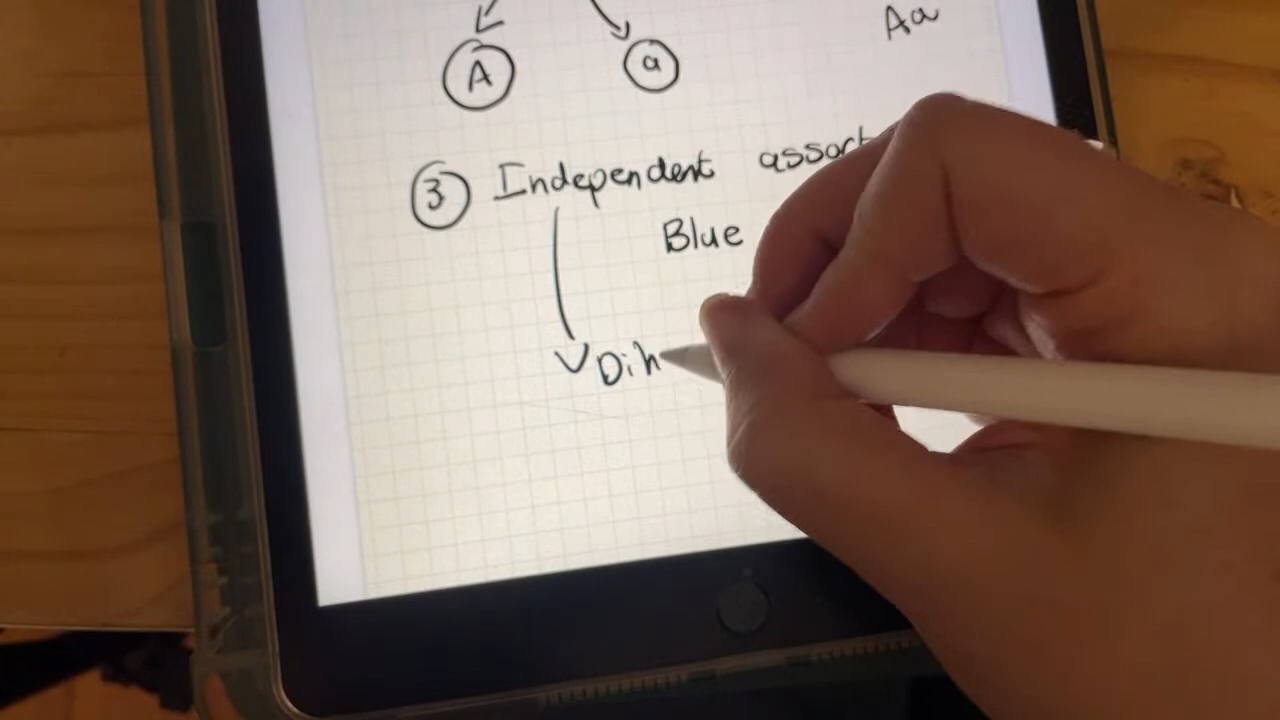 Aa
A a
3 Independent assort
Blue
Dih